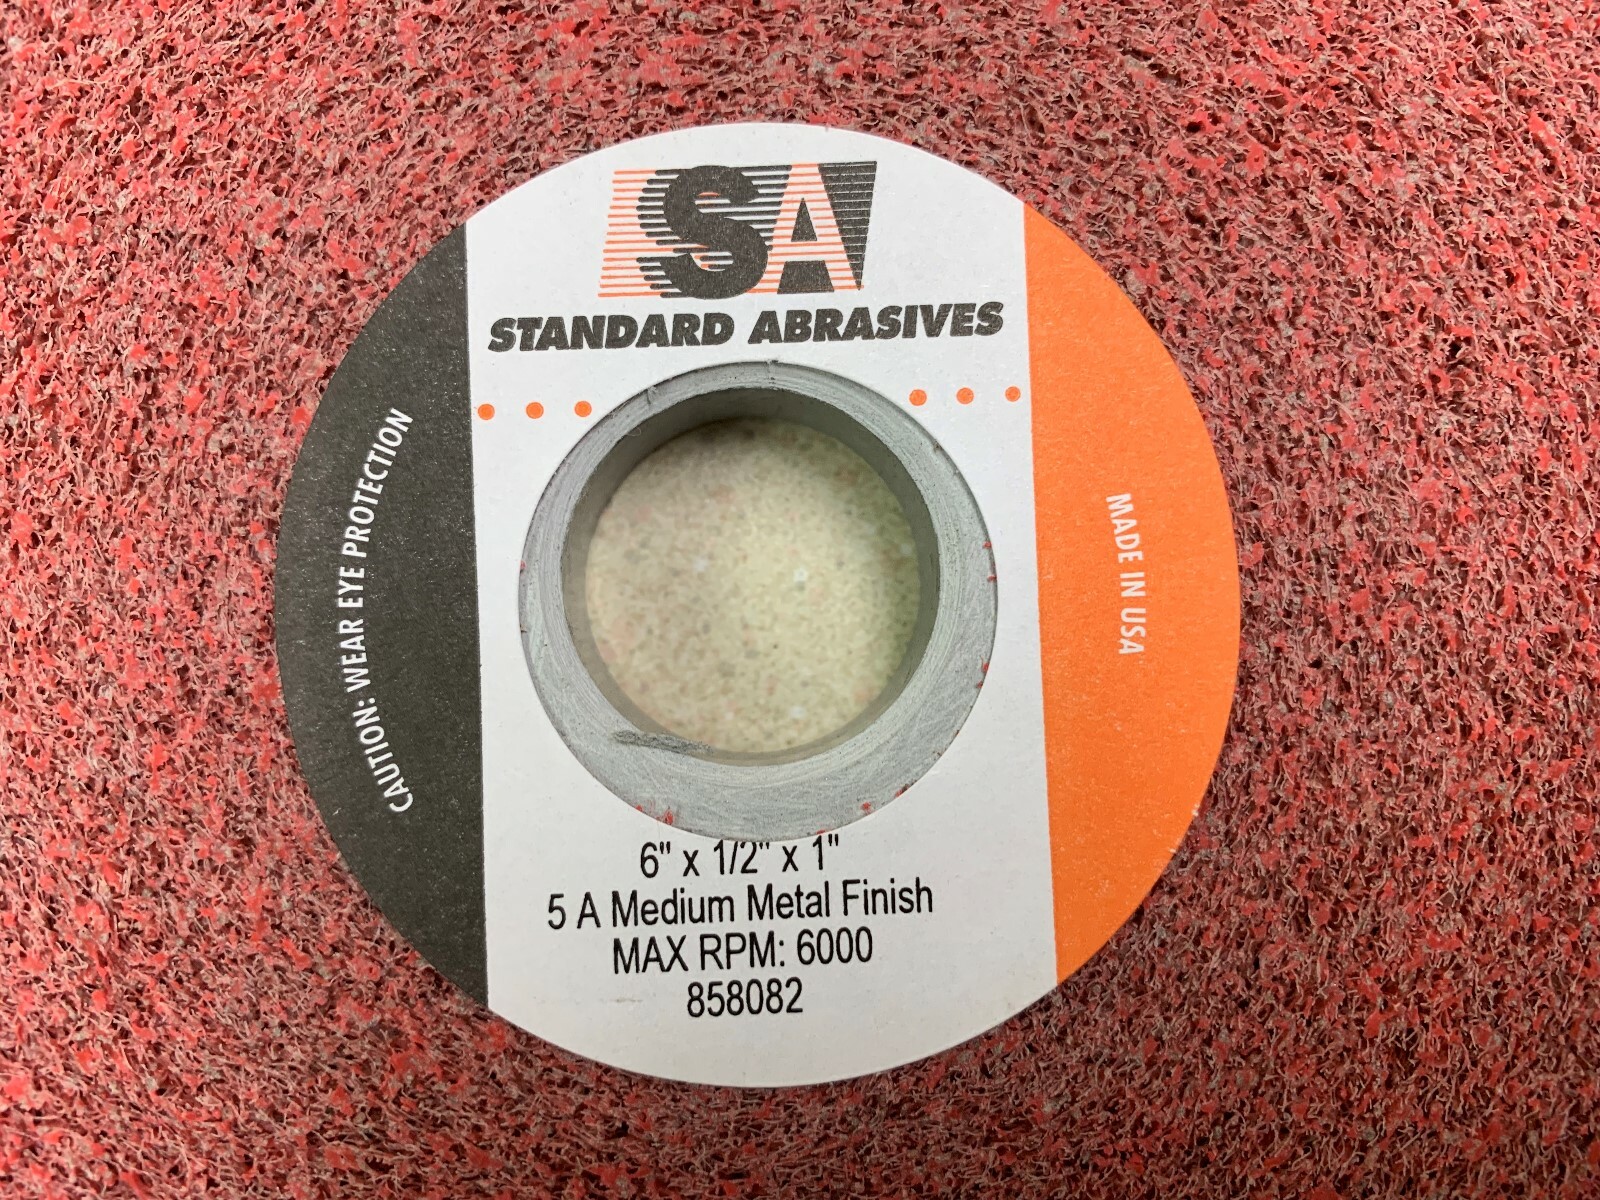 SA
STANDARD ABRASIVES
CAUTION: WEAR EYE PROTECTION
MADE IN USA
6" x 1/2" x 1"
5 A Medium Metal Finish
MAX RPM: 6000
858082